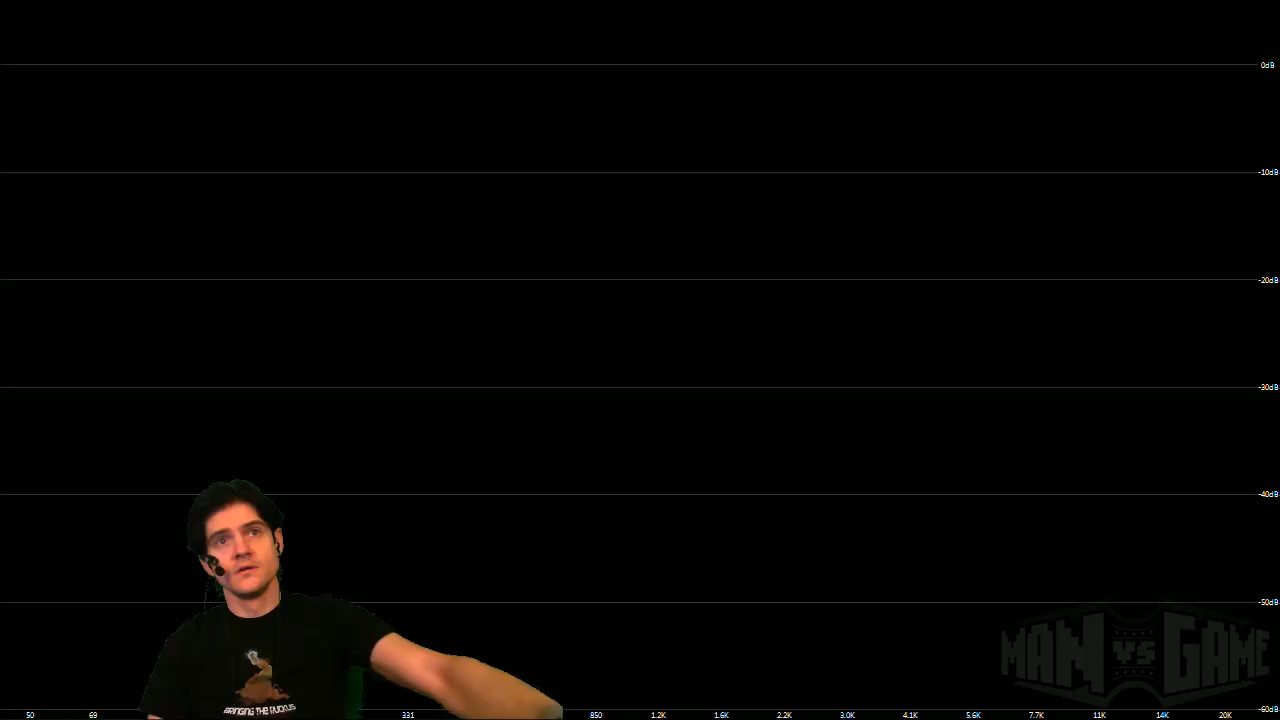 0dB
-10dB
-20dB
-30dB
-40dB
-50dB
MAN VS GAME
BRINGING THE RUCKUS
-60dB
50 69 331 850 1.2K 1.6K 2.2K 3.0K 4.1K 5.6K 7.7K 11K 14K 20K